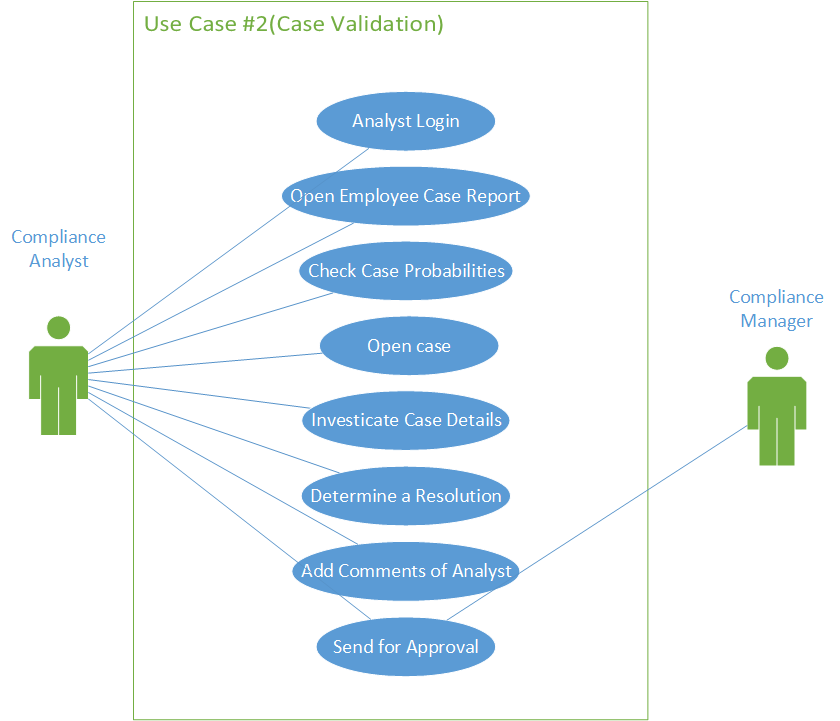 Use Case #2(Case Validation)
Analyst Login
Open Employee Case Report
Compliance
Analyst
Check Case Probabilities
Compliance
Manager
Open case
Investicate Case Details
Determine a Resolution
Add Comments of Analyst
Send for Approval